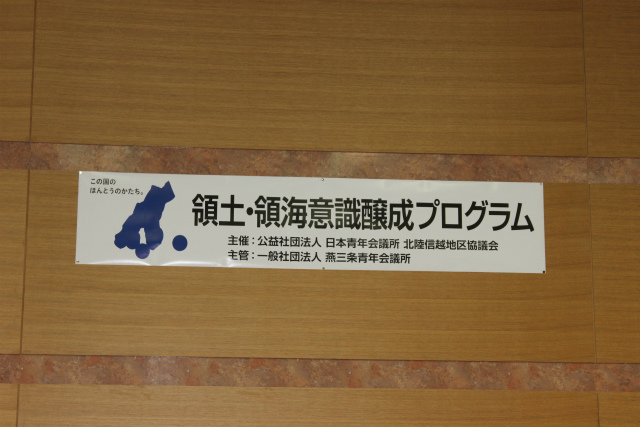 この国の
ほんとうのかたち。
領土・領海意識醸成プログラム
主催：公益社団法人 日本青年会議所 北陸信越地区協議会
主管：一般社団法人 燕三条青年会議所